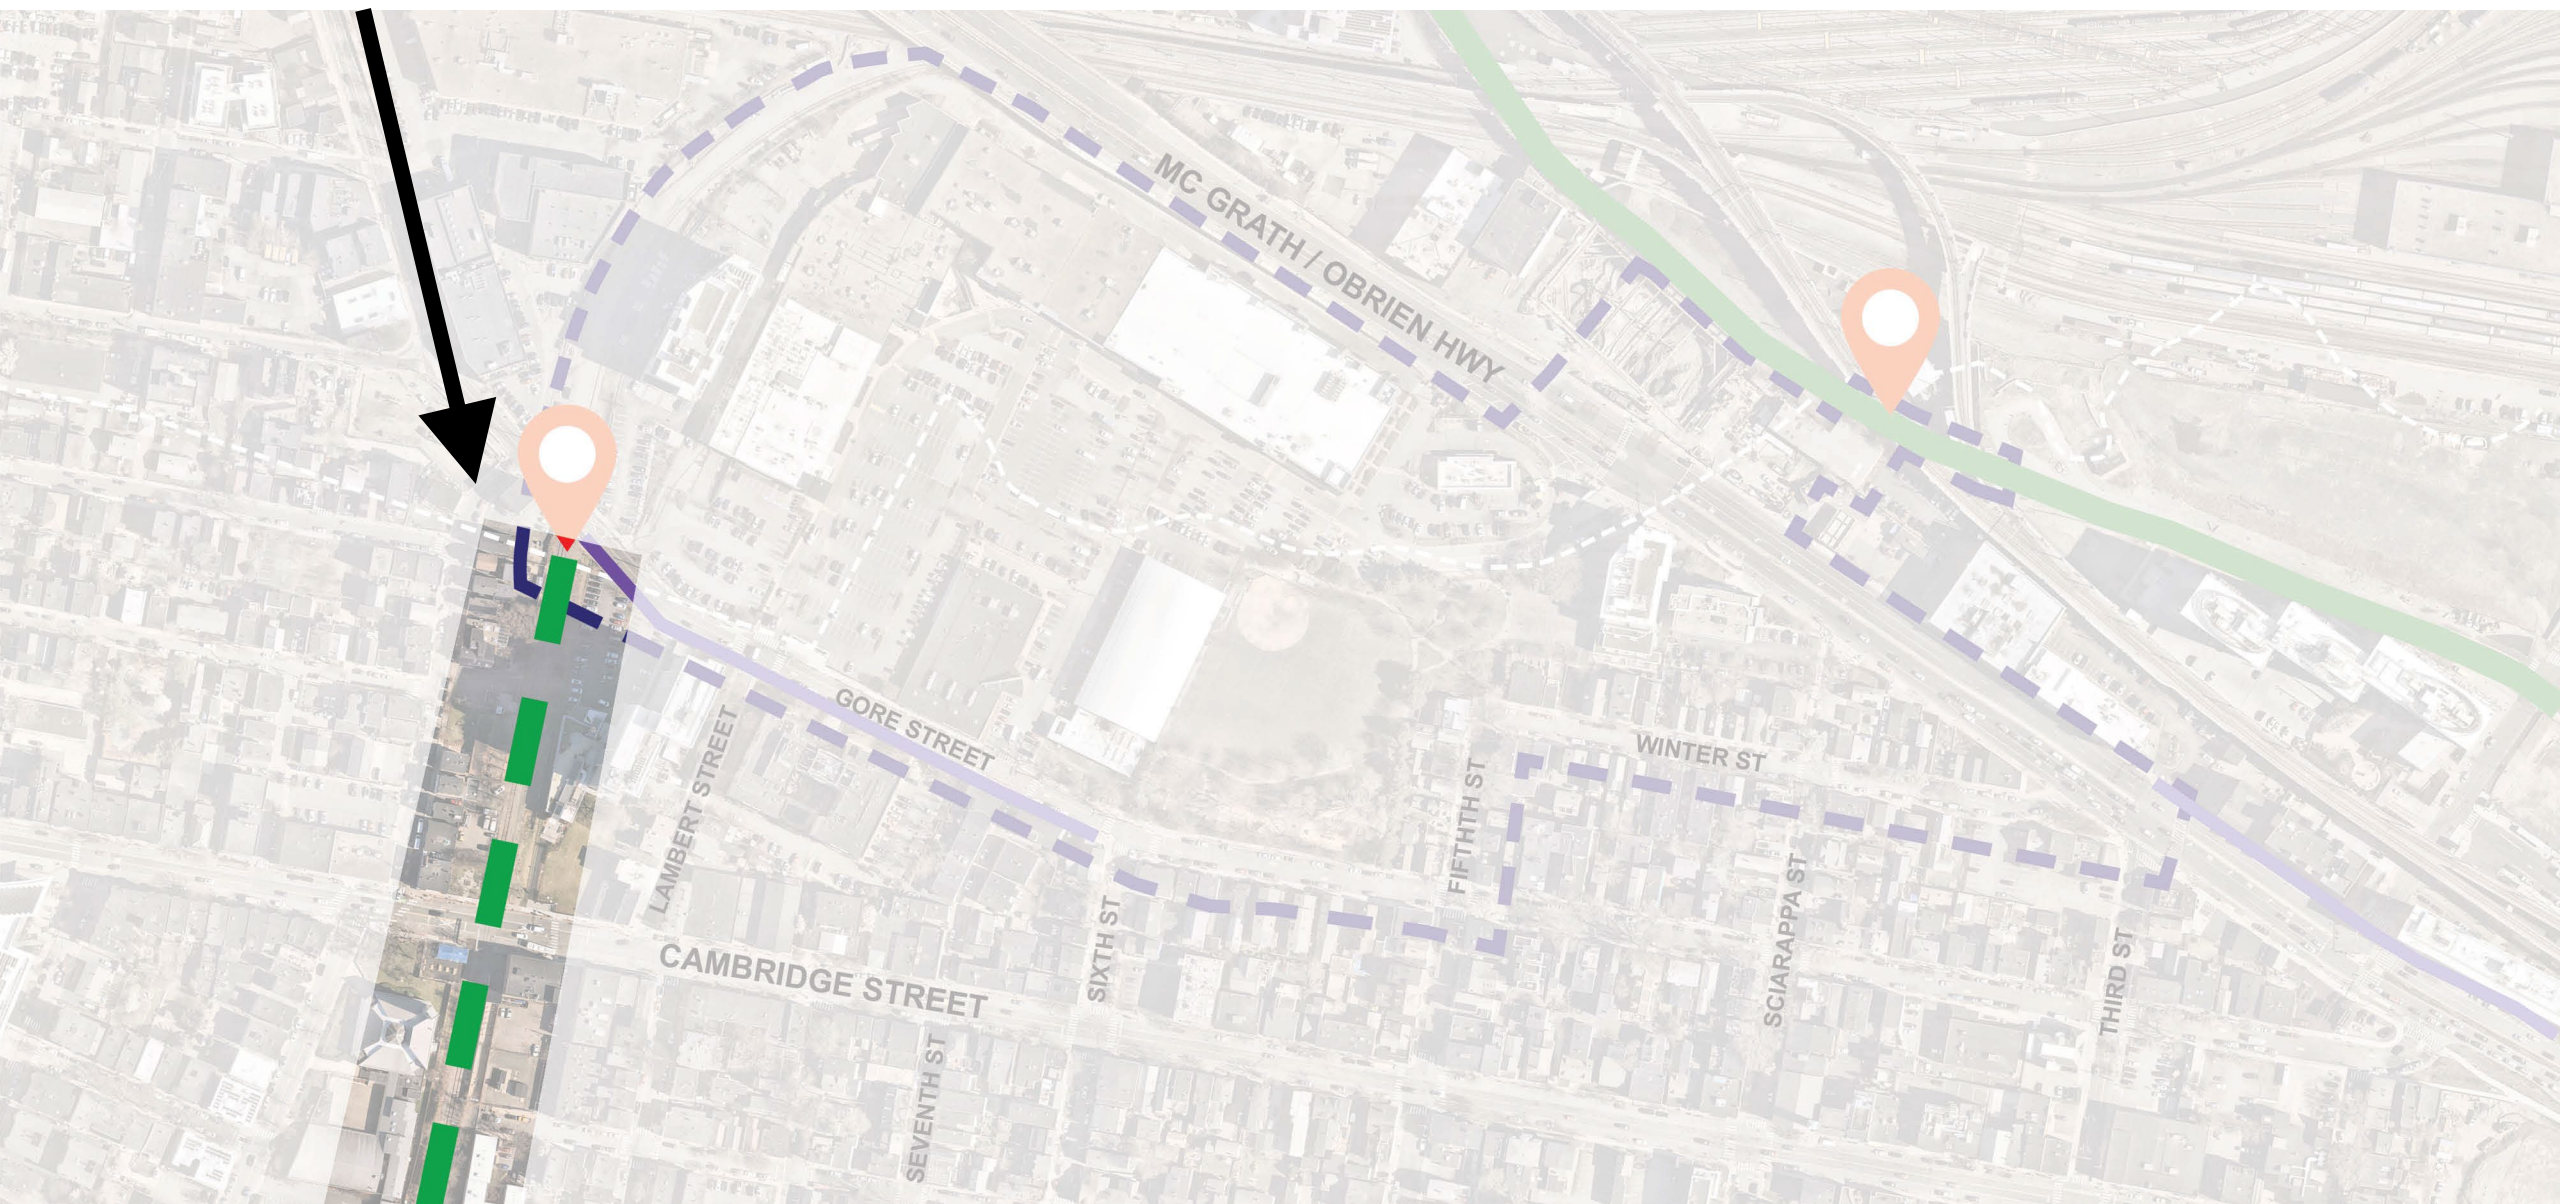 MC GRATH / OBRIEN HWY
GORE STREET
WINTER ST
LAMBERT STREET
FIFTHTH ST
SCIARAPPA ST
SIXTH ST
CAMBRIDGE STREET
THIRD ST
SEVENTH ST